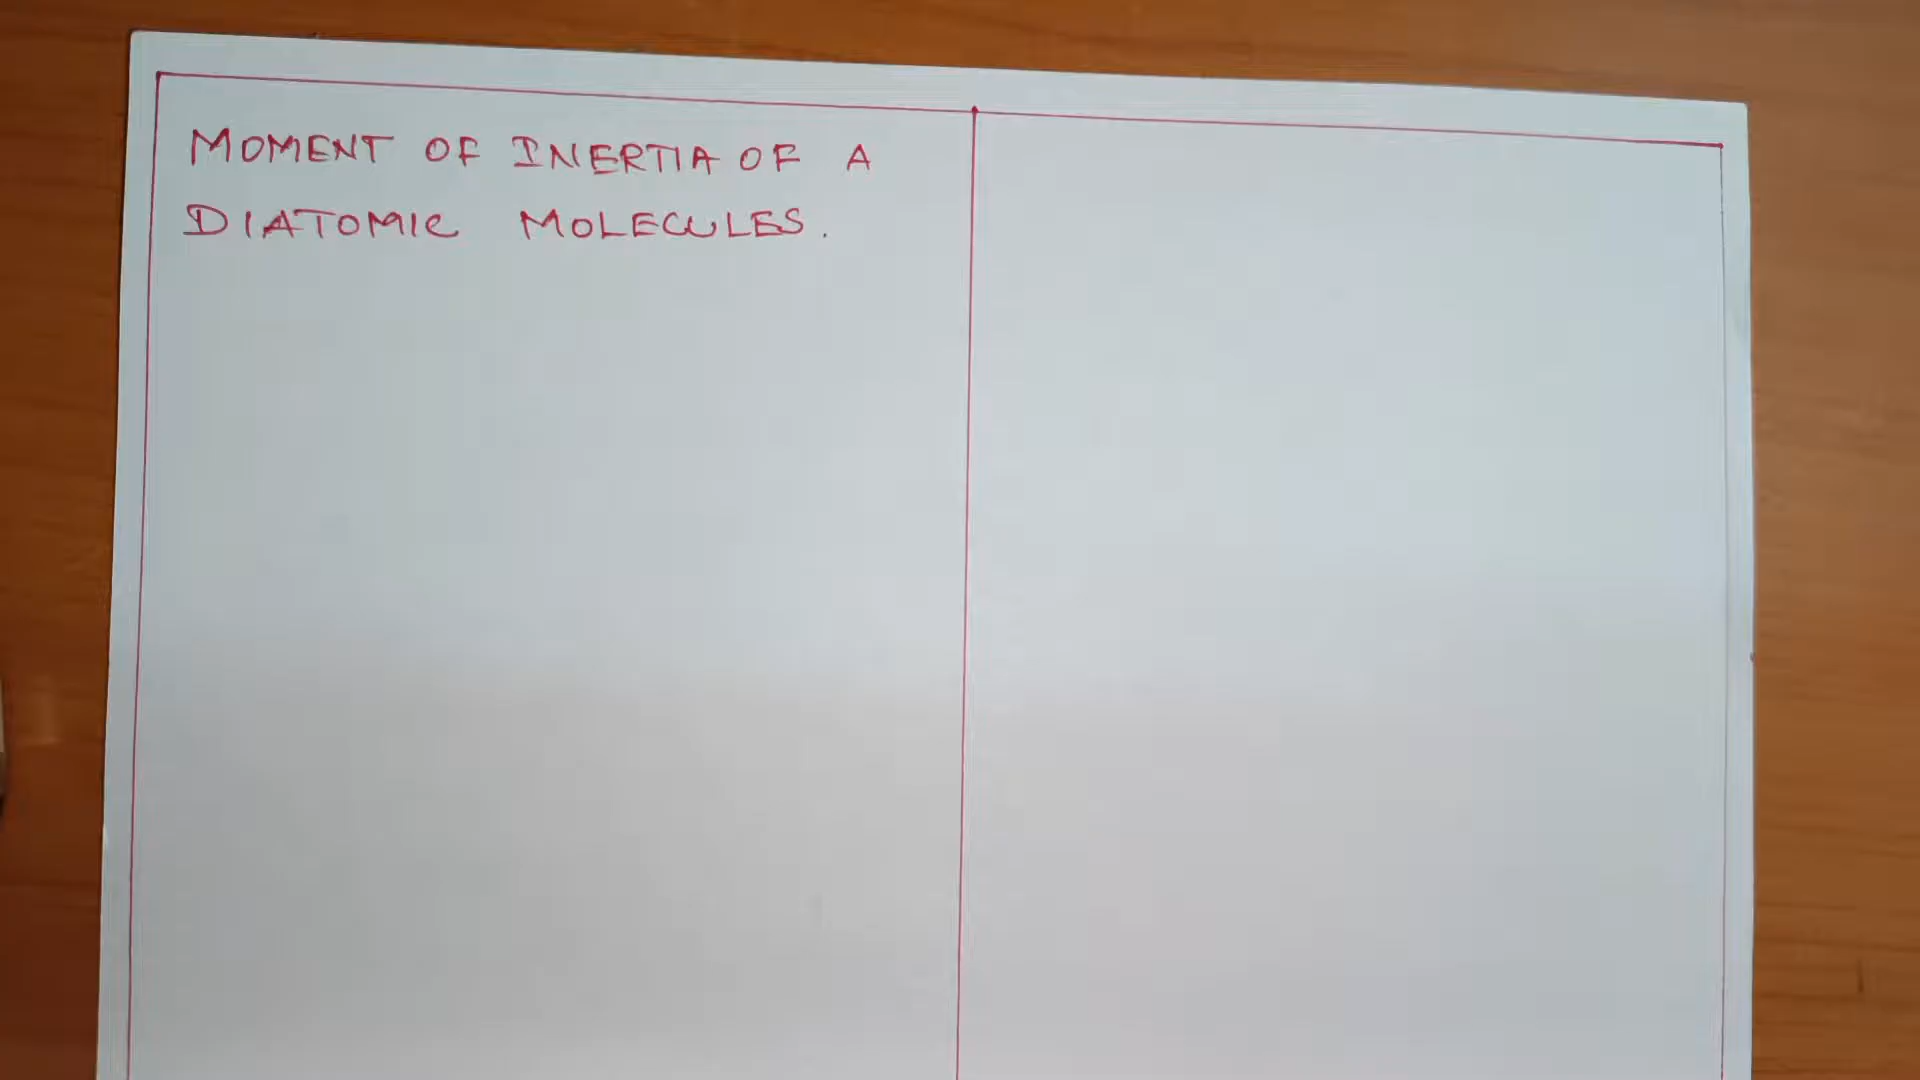 MOMENT OF INERTIA OF A
DIATOMIC MOLECULES.